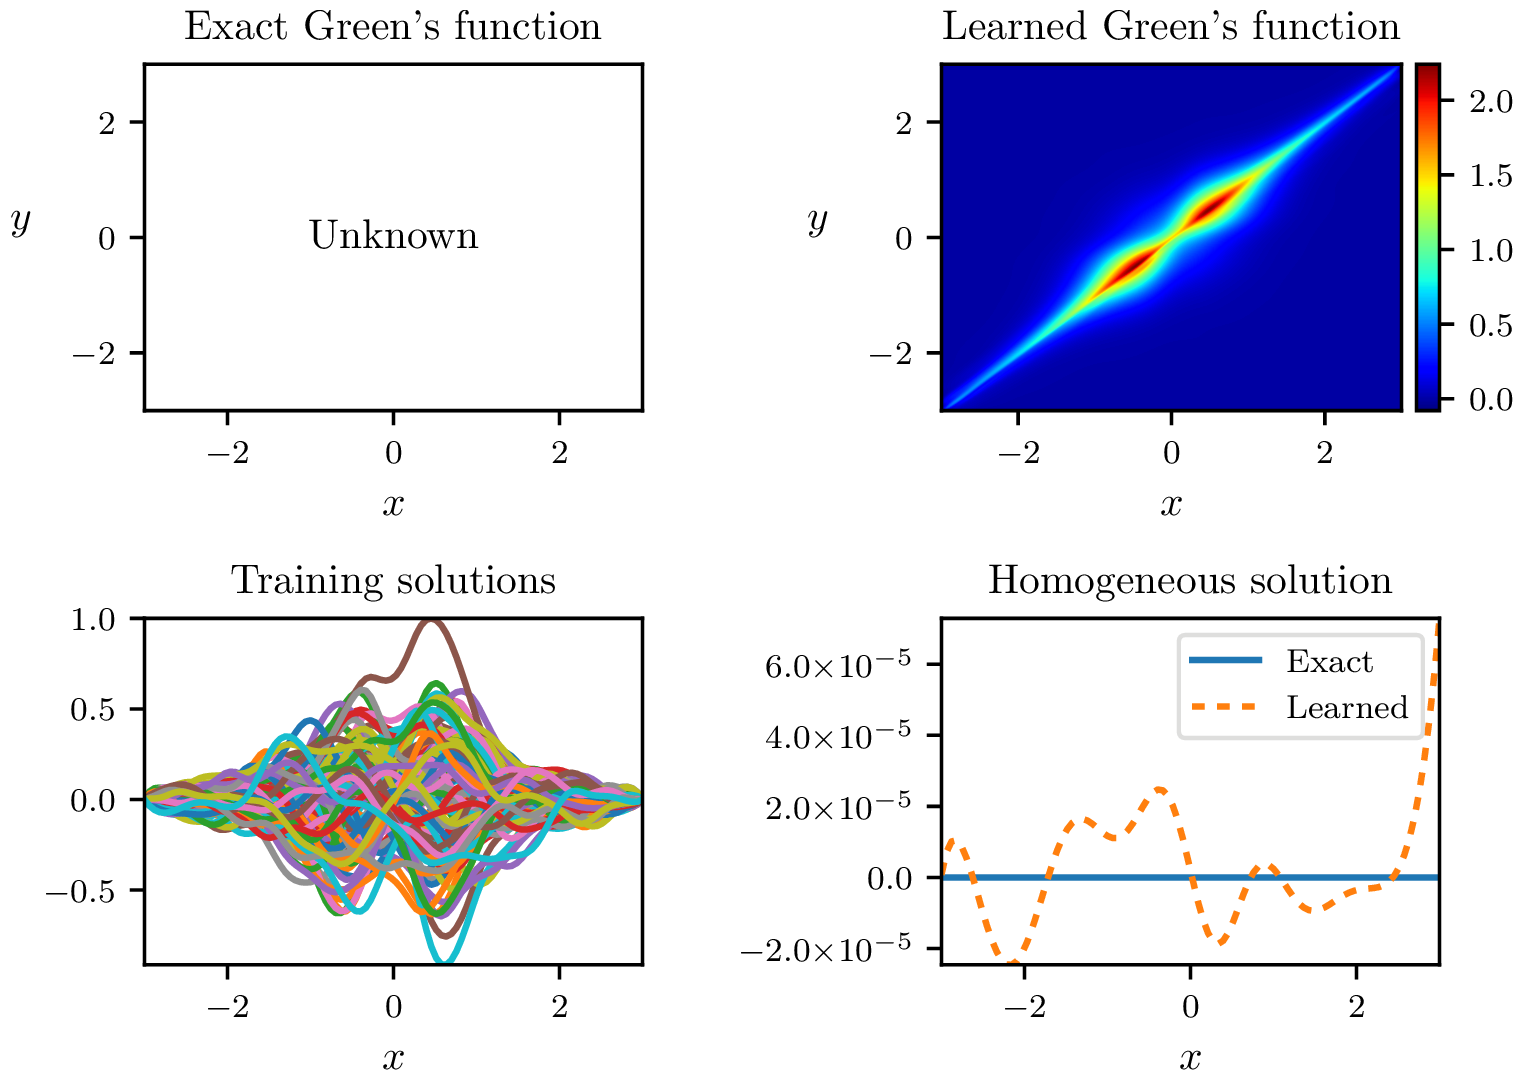 Exact Green's function
2
0
−2
y
Unknown
−2
0
2
x
Learned Green's function
2
0
−2
y
−2
0
2
x
2.0
1.5
1.0
0.5
0.0
Training solutions
1.0
0.5
0.0
−0.5
−2
0
2
x
Homogeneous solution
6.0×10⁻⁵
4.0×10⁻⁵
2.0×10⁻⁵
0.0
−2.0×10⁻⁵
Exact
Learned
−2
0
2
x